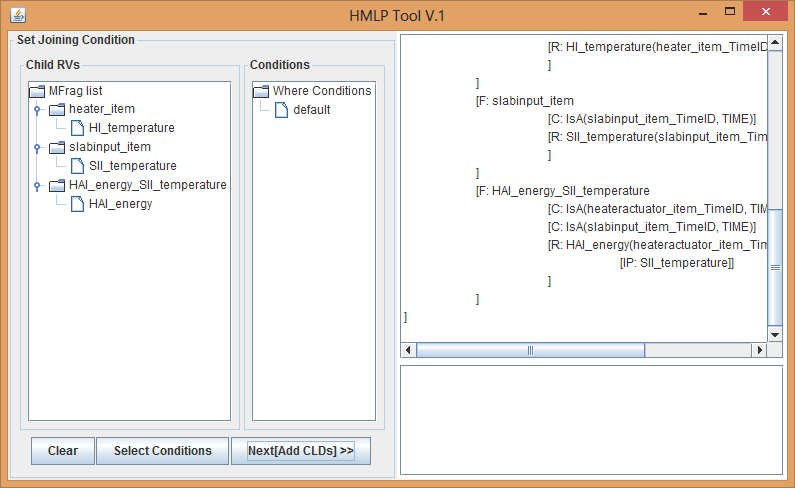 HMLP Tool V.1
Set Joining Condition
Child RVs
MFrag list
heater_item
HI_temperature
slabinput_item
SII_temperature
HAI_energy_SII_temperature
HAI_energy
Conditions
Where Conditions
default
Clear
Select Conditions
Next[Add CLDs] >>
[R: HI_temperature(heater_item_TimeID
]
]
[F: slabinput_item
[C: IsA(slabinput_item_TimeID, TIME)]
[R: SII_temperature(slabinput_item_Tim
]
]
[F: HAI_energy_SII_temperature
[C: IsA(heateractuator_item_TimeID, TIM
[C: IsA(slabinput_item_TimeID, TIME)]
[R: HAI_energy(heateractuator_item_Tim
[IP: SII_temperature]]
]
]
]